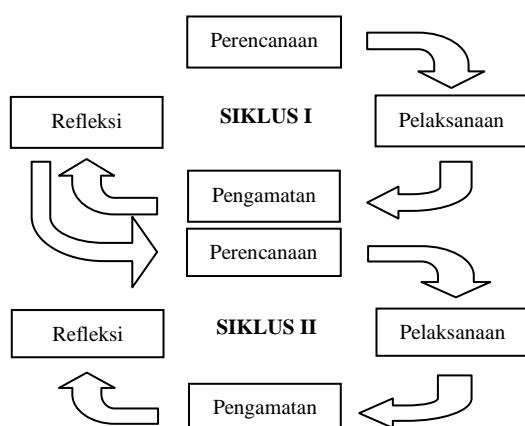 Perencanaan
Refleksi
SIKLUS I
Pelaksanaan
Pengamatan
Perencanaan
Refleksi
SIKLUS II
Pelaksanaan
Pengamatan